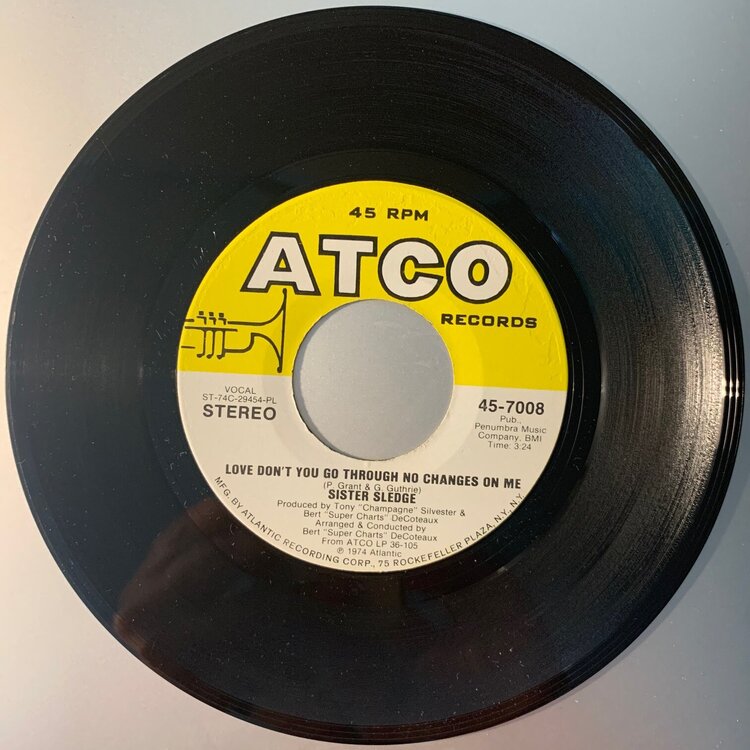 45 RPM
ATCO
RECORDS
VOCAL
ST-74C-29454-PL
STEREO
45-7008
Pub.,
Penumbra Music
Company, BMI
Time: 3:24
LOVE DON'T YOU GO THROUGH NO CHANGES ON ME
(P. Grant & G. Guthrie)
SISTER SLEDGE
Produced by Tony "Champagne" Silvester &
Bert "Super Charts" DeCoteaux
Arranged & Conducted by
Bert "Super Charts" DeCoteaux
From ATCO LP 36-105
℗ 1974 Atlantic
MFG. BY ATLANTIC RECORDING CORP., 75 ROCKEFELLER PLAZA, N.Y., N.Y.